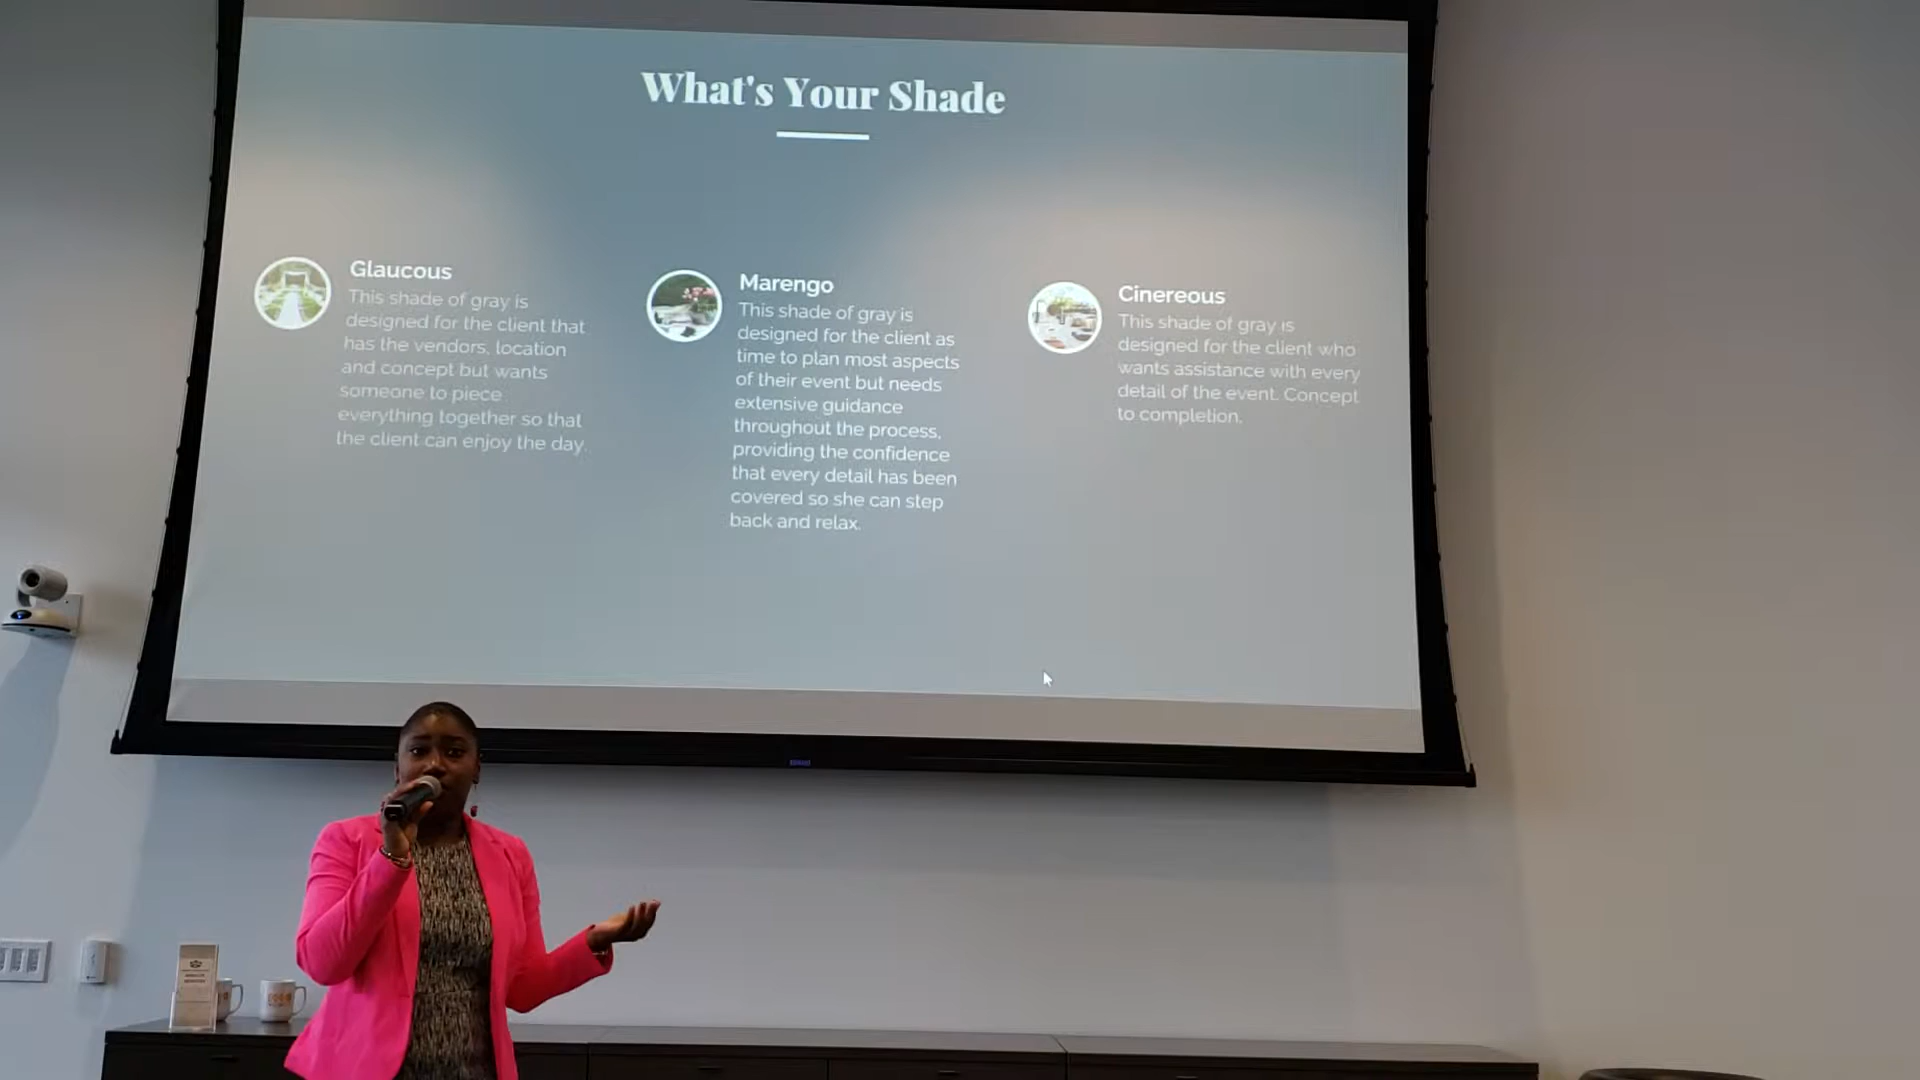 What's Your Shade
Glaucous
This shade of gray is
designed for the client that
has the vendors, location
and concept but wants
someone to piece
everything together so that
the client can enjoy the day.
Marengo
This shade of gray is
designed for the client as
time to plan most aspects
of their event but needs
extensive guidance
throughout the process,
providing the confidence
that every detail has been
covered so she can step
back and relax.
Cinereous
This shade of gray is
designed for the client who
wants assistance with every
detail of the event. Concept
to completion.